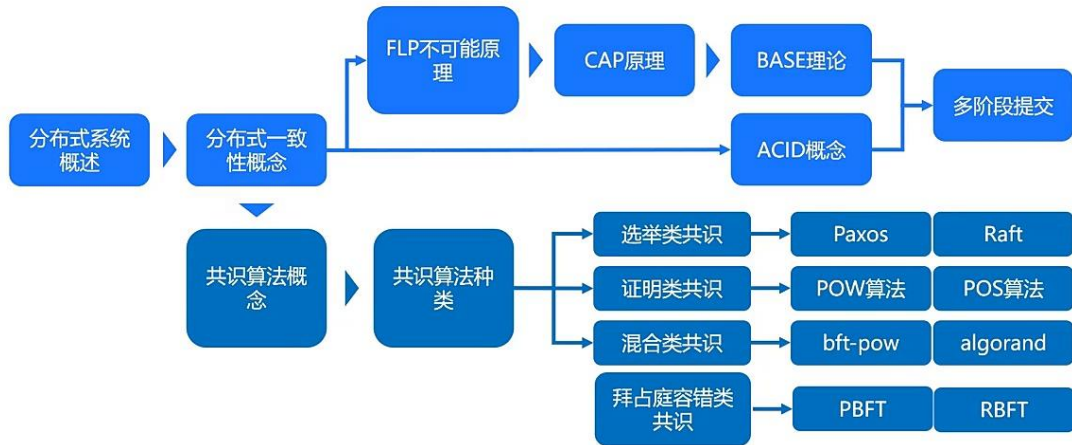 FLP不可能原
理
CAP原理
BASE理论
多阶段提交
分布式系统
概述
分布式一致
性概念
ACID概念
共识算法概
念
共识算法种
类
选举类共识
Paxos
Raft
证明类共识
POW算法
POS算法
混合类共识
bft-pow
algorand
拜占庭容错类
共识
PBFT
RBFT